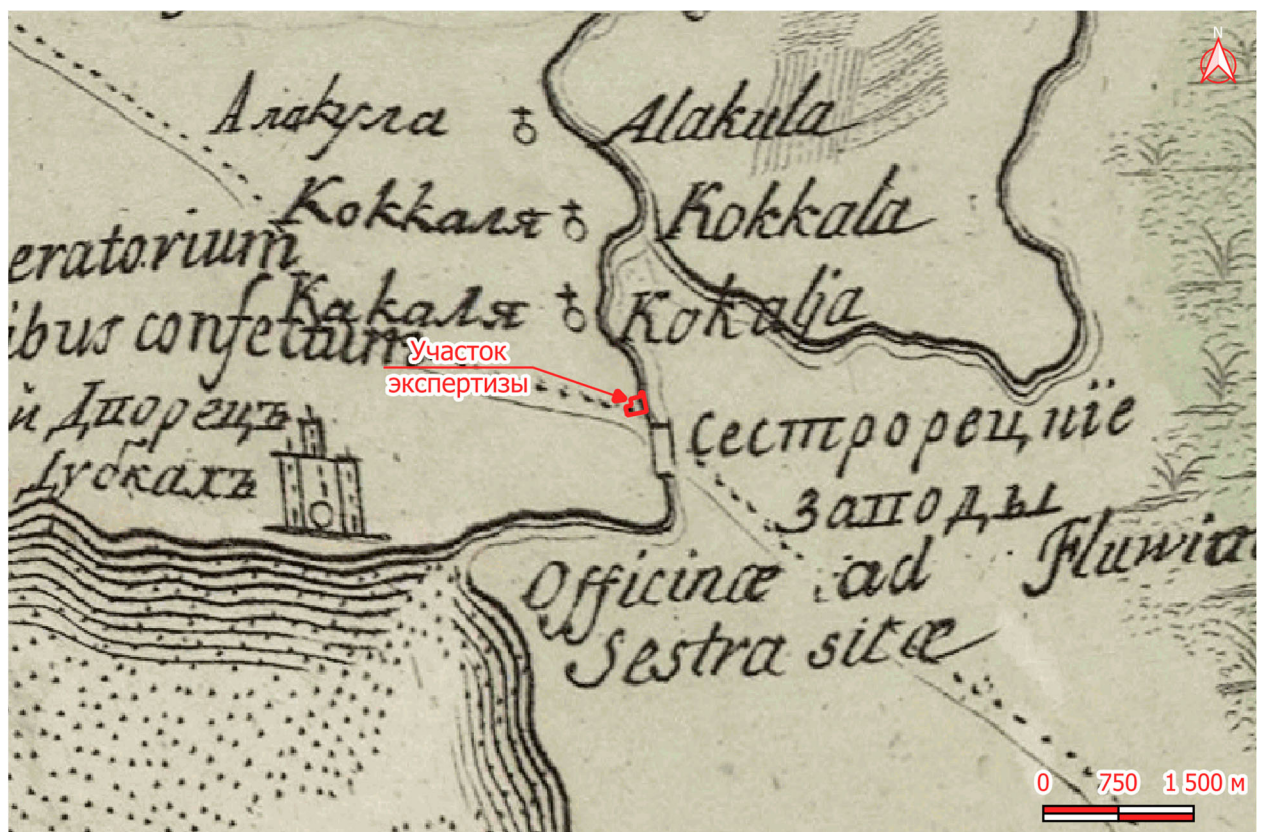 N
Алакула
Alakula
Коккаля
Kokkala
eratorium
Какаля
Kokalja
ibus confectum
Участок
экспертизы
й Дворецъ
Дубкахъ
Сестрорецкие
заводы
Fluwia
Officinæ ad
Sestra sitæ
0 750 1 500 м